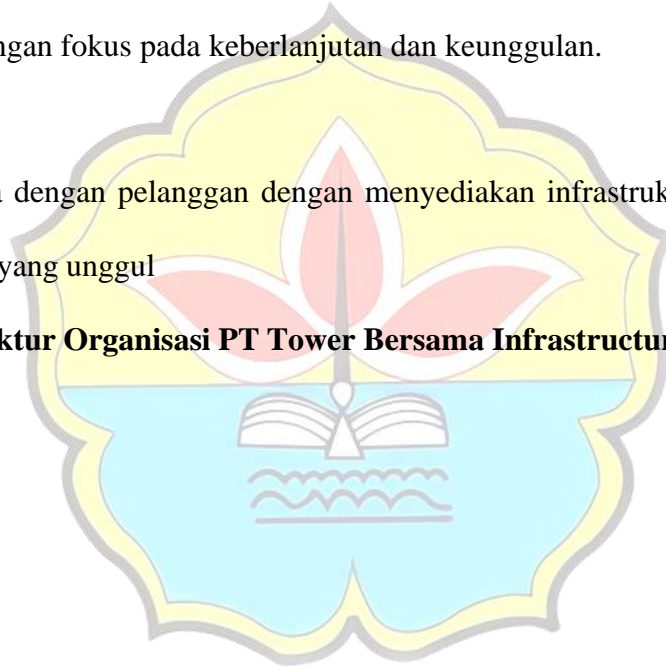 ngan fokus pada keberlanjutan dan keunggulan.
dengan pelanggan dengan menyediakan infrastruk
yang unggul
ktur Organisasi PT Tower Bersama Infrastructur